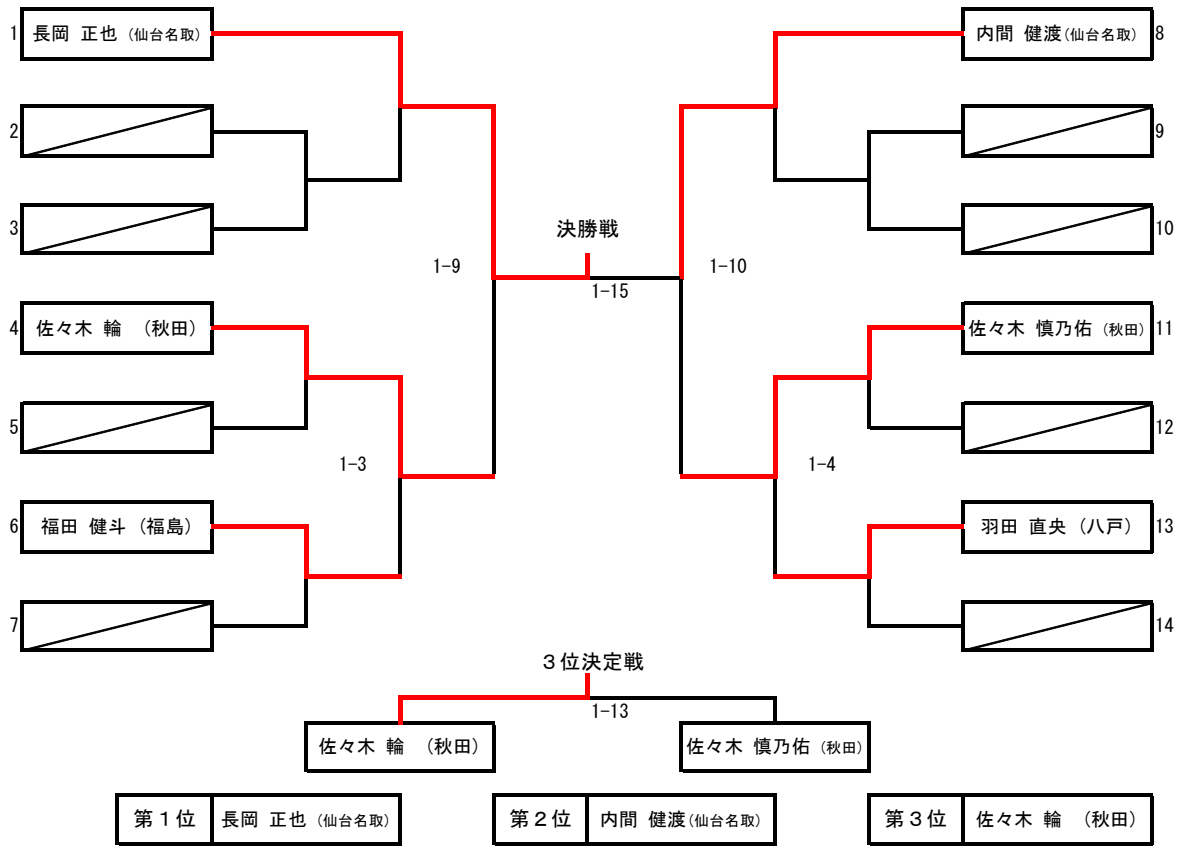 1 長岡 正也 (仙台名取)
内間 健渡(仙台名取) 8
2
9
3
10
決勝戦
1-9
1-10
1-15
4 佐々木 輪 (秋田)
佐々木 慎乃佑 (秋田) 11
5
12
1-3
1-4
6 福田 健斗 (福島)
羽田 直央 (八戸) 13
7
14
3位決定戦
1-13
佐々木 輪 (秋田)
佐々木 慎乃佑 (秋田)
第1位 長岡 正也 (仙台名取)
第2位 内間 健渡(仙台名取)
第3位 佐々木 輪 (秋田)